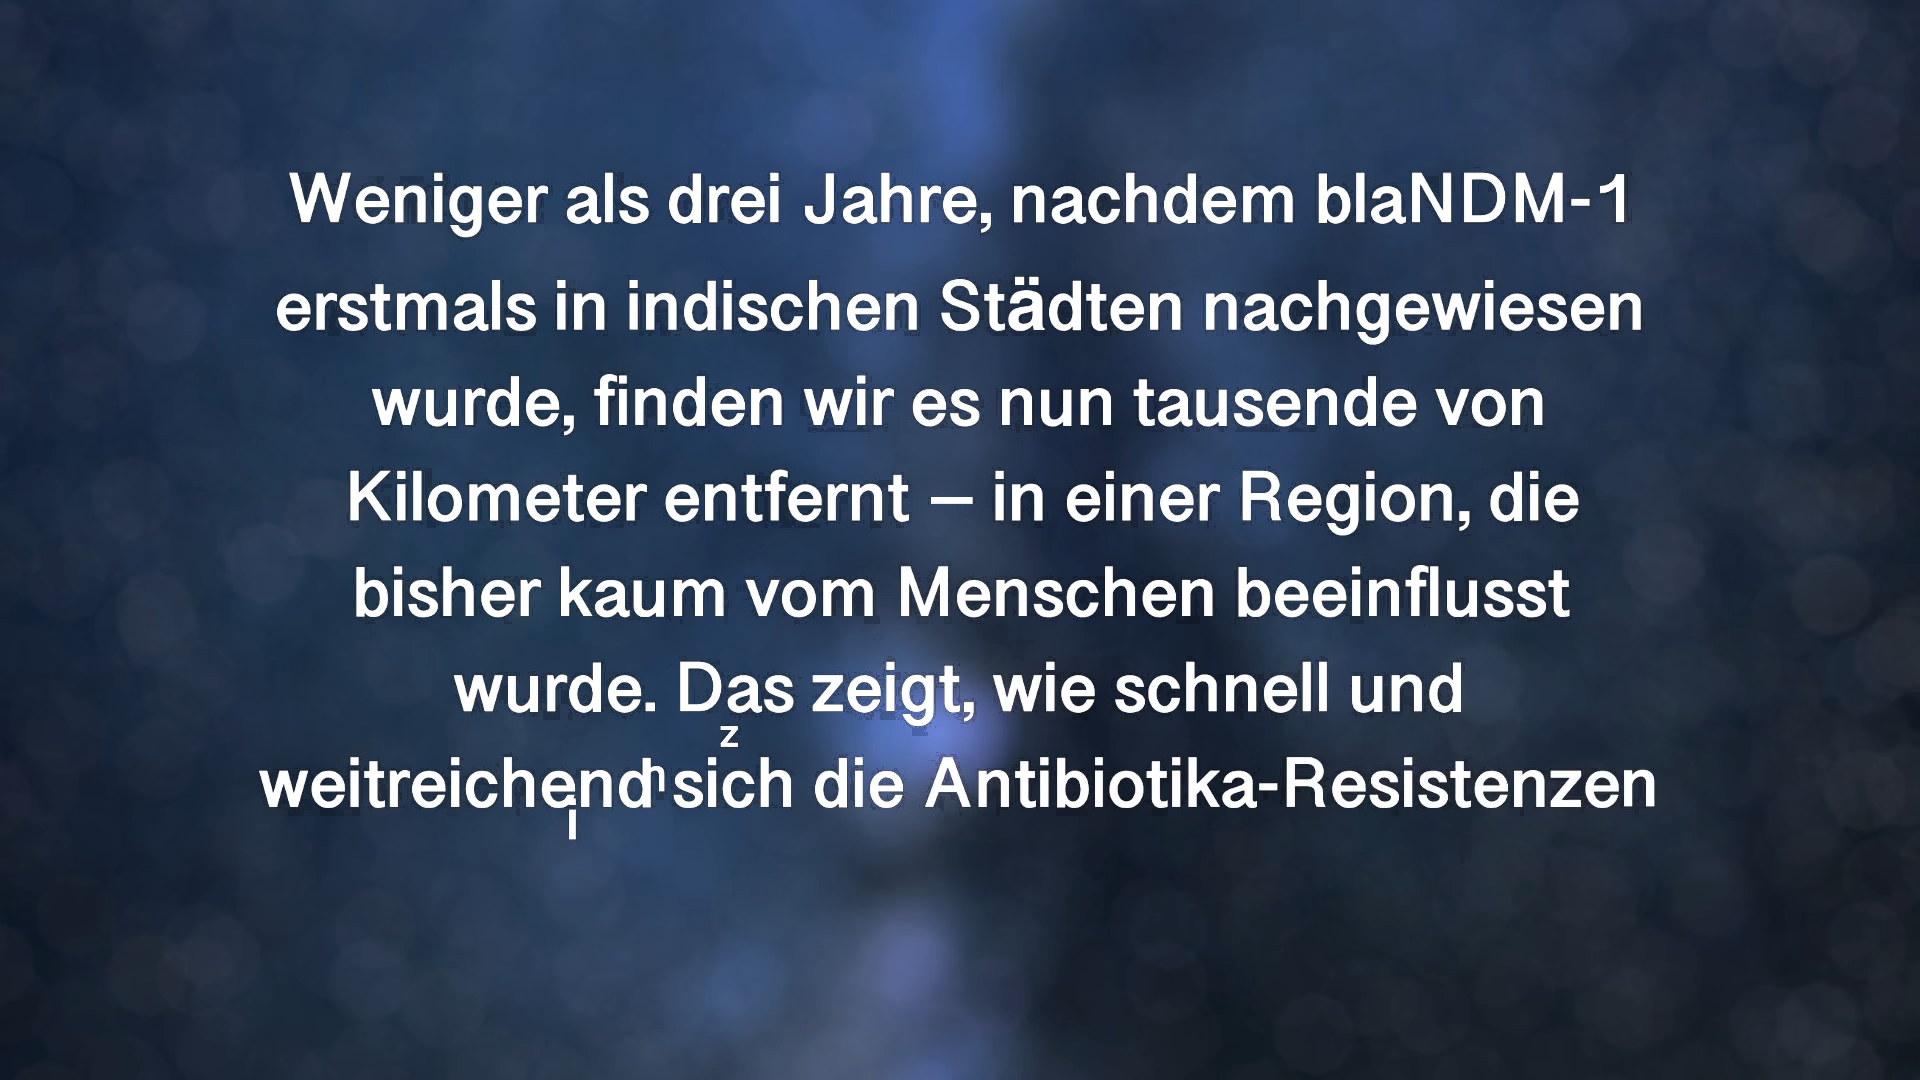 Weniger als drei Jahre, nachdem blaNDM-1
erstmals in indischen Städten nachgewiesen
wurde, finden wir es nun tausende von
Kilometer entfernt – in einer Region, die
bisher kaum vom Menschen beeinflusst
wurde. Das zeigt, wie schnell und
weitreichend sich die Antibiotika-Resistenzen